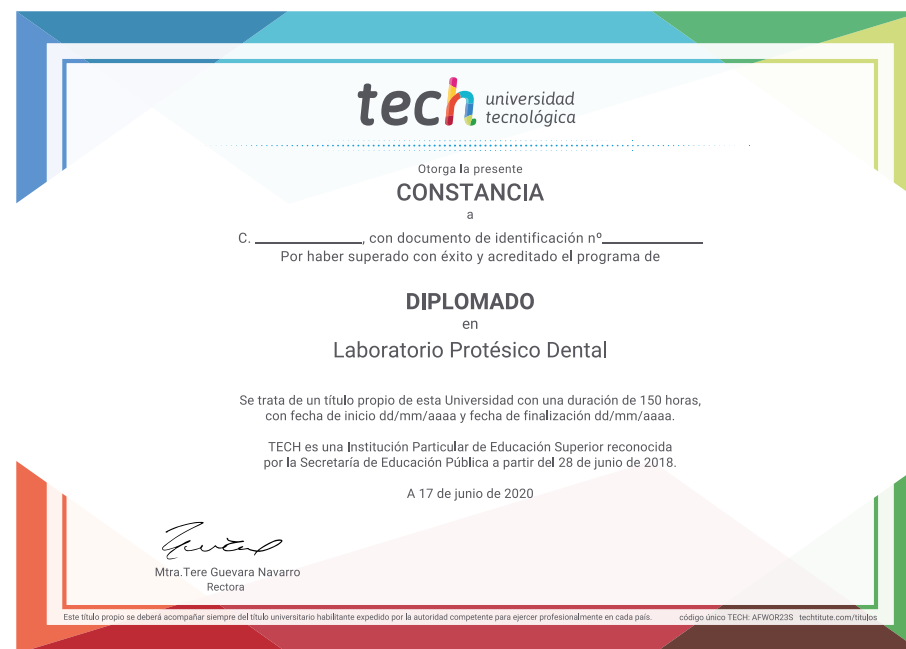 tech universidad
tecnológica
Otorga la presente
CONSTANCIA
a
C. ____________, con documento de identificación nº____________
Por haber superado con éxito y acreditado el programa de
DIPLOMADO
en
Laboratorio Protésico Dental
Se trata de un título propio de esta Universidad con una duración de 150 horas,
con fecha de inicio dd/mm/aaaa y fecha de finalización dd/mm/aaaa.
TECH es una Institución Particular de Educación Superior reconocida
por la Secretaría de Educación Pública a partir del 28 de junio de 2018.
A 17 de junio de 2020
Mtra.Tere Guevara Navarro
Rectora
Este título propio se deberá acompañar siempre del título universitario habilitante expedido por la autoridad competente para ejercer profesionalmente en cada país. código único TECH: AFWOR23S techtitute.com/titulos